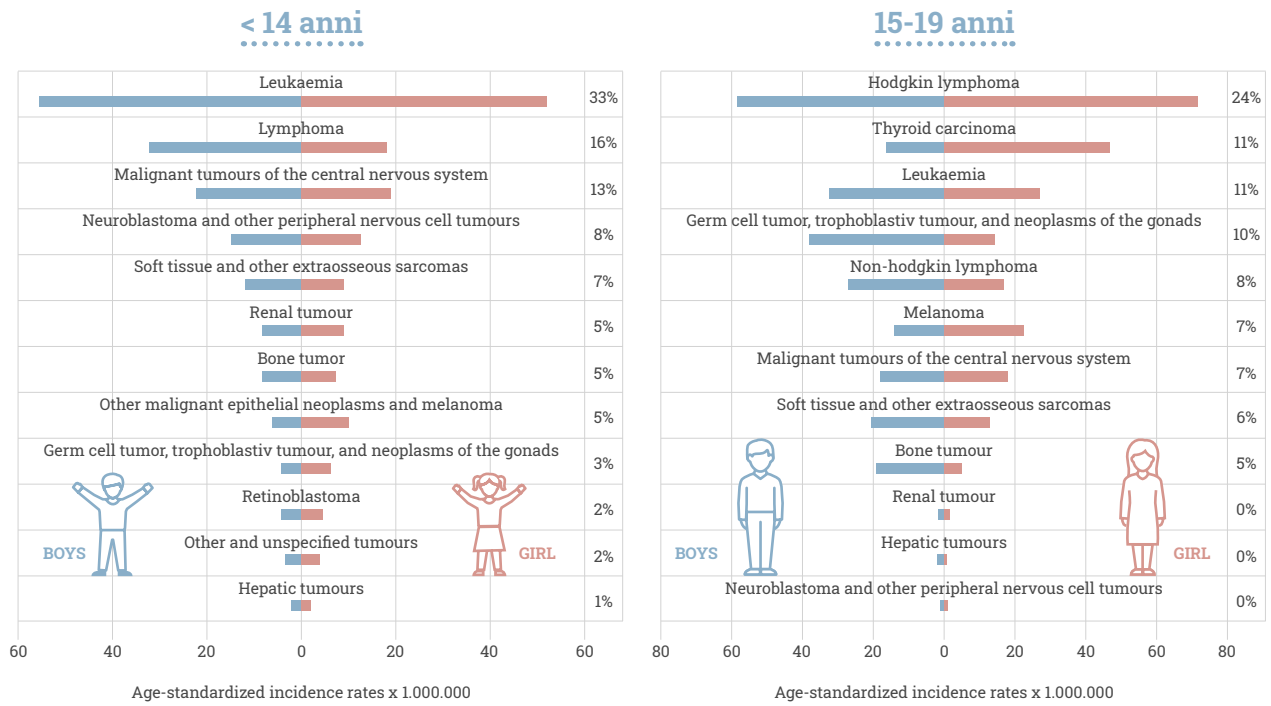 < 14 anni
Leukaemia
33%
Lymphoma
16%
Malignant tumours of the central nervous system
13%
Neuroblastoma and other peripheral nervous cell tumours
8%
Soft tissue and other extraosseous sarcomas
7%
Renal tumour
5%
Bone tumor
5%
Other malignant epithelial neoplasms and melanoma
5%
Germ cell tumor, trophoblastiv tumour, and neoplasms of the gonads
3%
Retinoblastoma
2%
Other and unspecified tumours
BOYS
GIRL
2%
Hepatic tumours
1%
60 40 20 0 20 40 60
Age-standardized incidence rates x 1.000.000
15-19 anni
Hodgkin lymphoma
24%
Thyroid carcinoma
11%
Leukaemia
11%
Germ cell tumor, trophoblastiv tumour, and neoplasms of the gonads
10%
Non-hodgkin lymphoma
8%
Melanoma
7%
Malignant tumours of the central nervous system
7%
Soft tissue and other extraosseous sarcomas
6%
Bone tumour
5%
Renal tumour
0%
Hepatic tumours
BOYS
GIRL
0%
Neuroblastoma and other peripheral nervous cell tumours
0%
80 60 40 20 0 20 40 60 80
Age-standardized incidence rates x 1.000.000